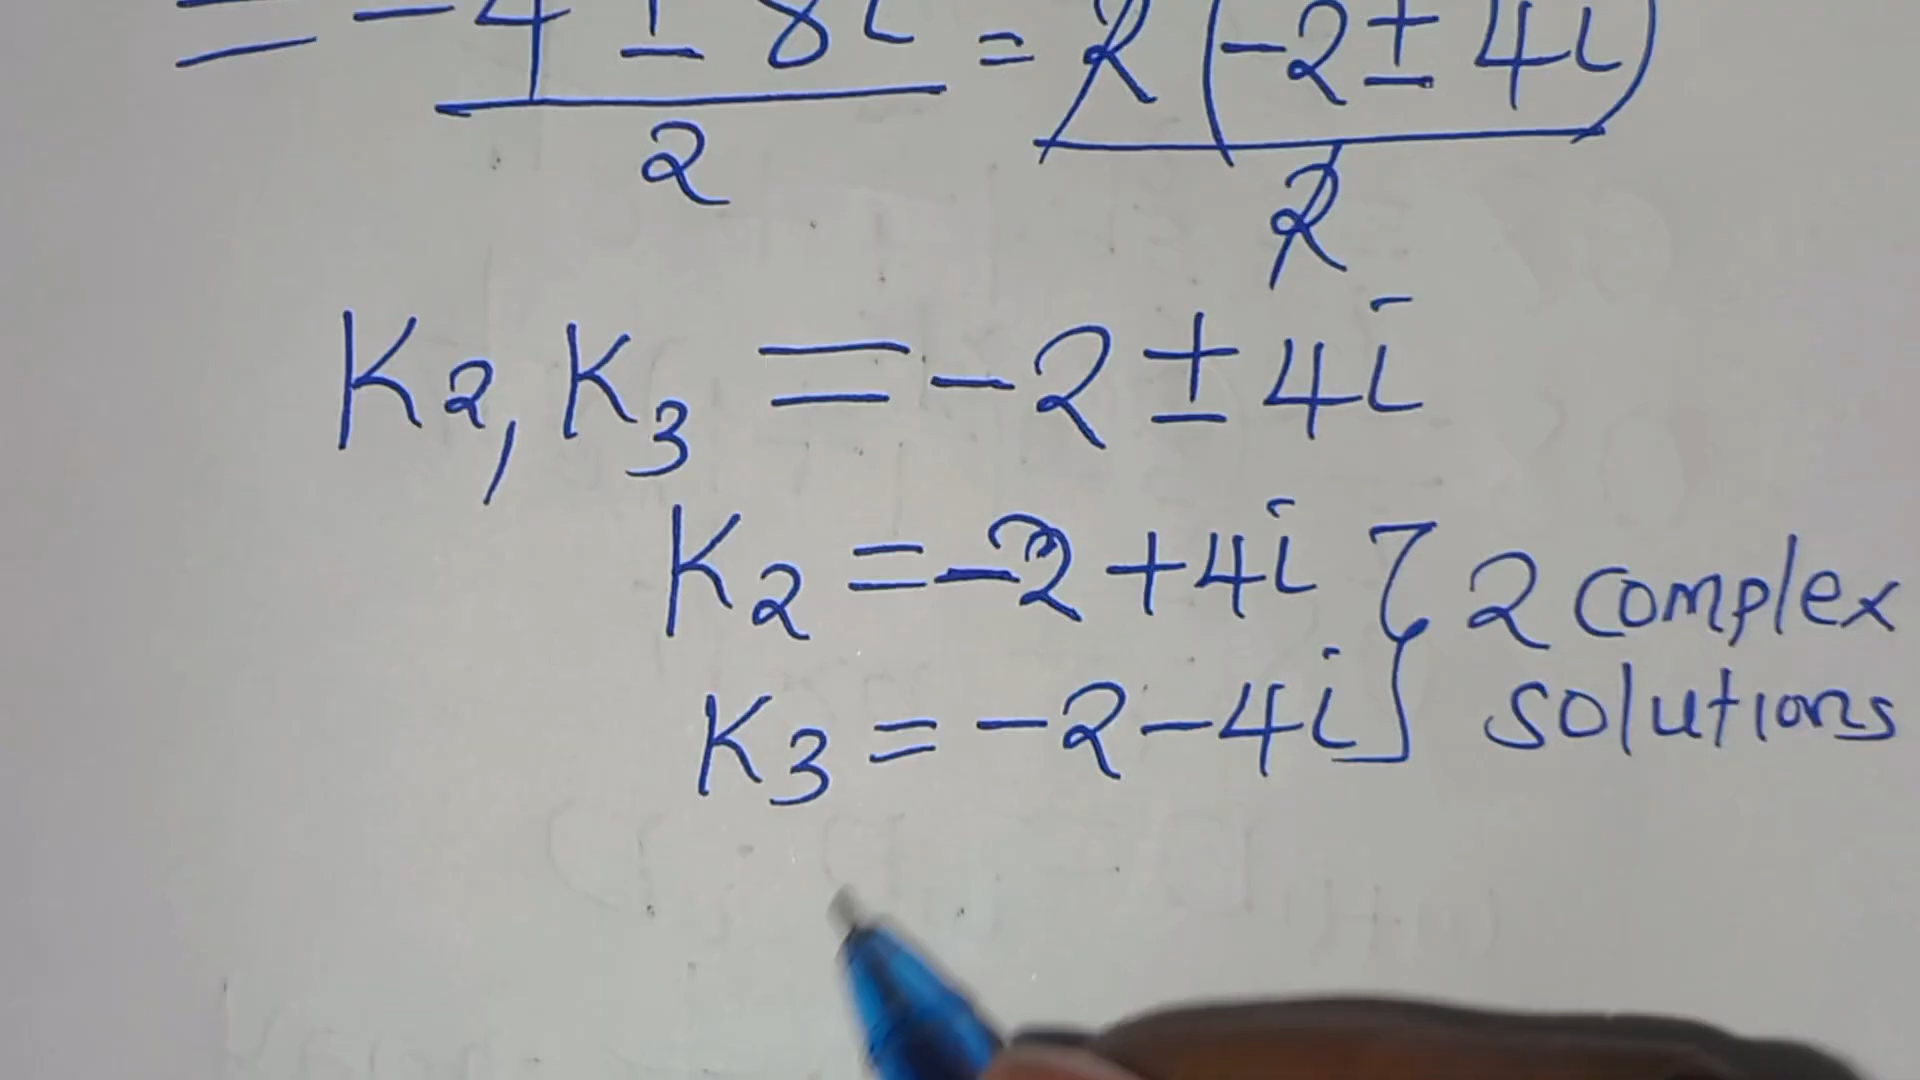 = -4 ± 8i / 2 = 2(-2 ± 4i) / 2
K2, K3 = -2 ± 4i
K2 = -2 + 4i } 2 complex
K3 = -2 - 4i } solutions